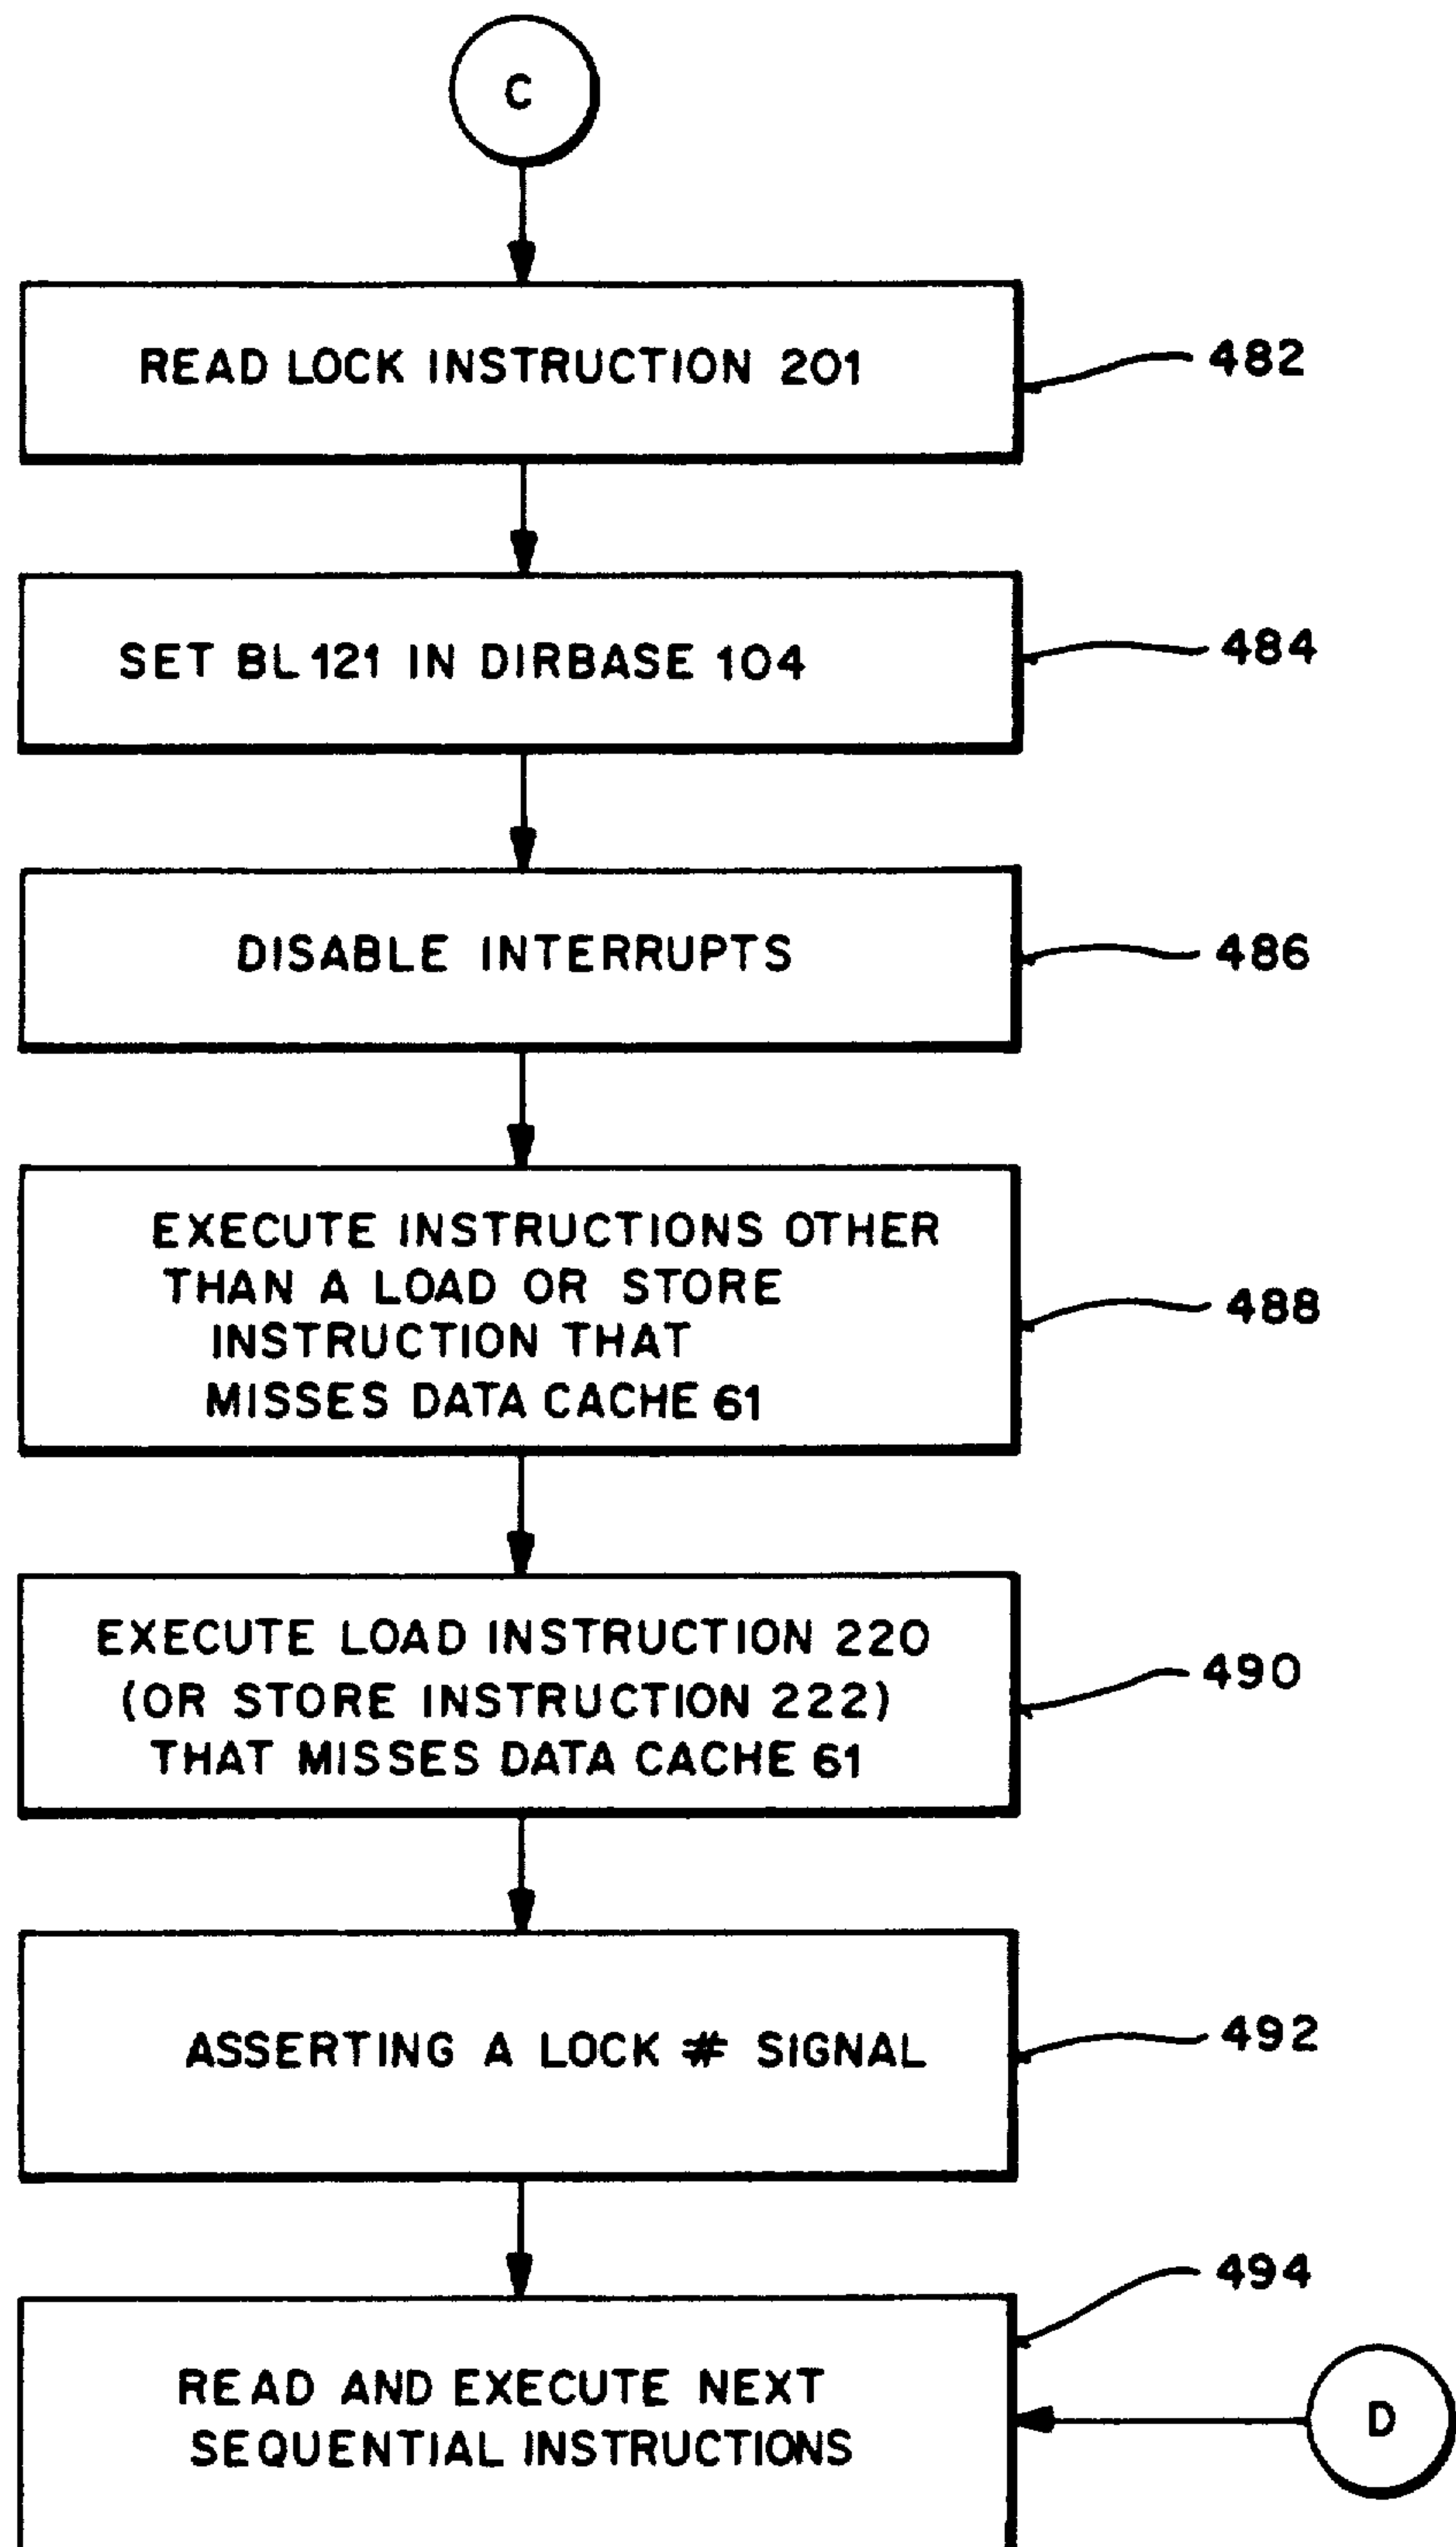 C
READ LOCK INSTRUCTION 201
482
SET BL 121 IN DIRBASE 104
484
DISABLE INTERRUPTS
486
EXECUTE INSTRUCTIONS OTHER
THAN A LOAD OR STORE
INSTRUCTION THAT
MISSES DATA CACHE 61
488
EXECUTE LOAD INSTRUCTION 220
(OR STORE INSTRUCTION 222)
THAT MISSES DATA CACHE 61
490
ASSERTING A LOCK # SIGNAL
492
494
READ AND EXECUTE NEXT
SEQUENTIAL INSTRUCTIONS
D